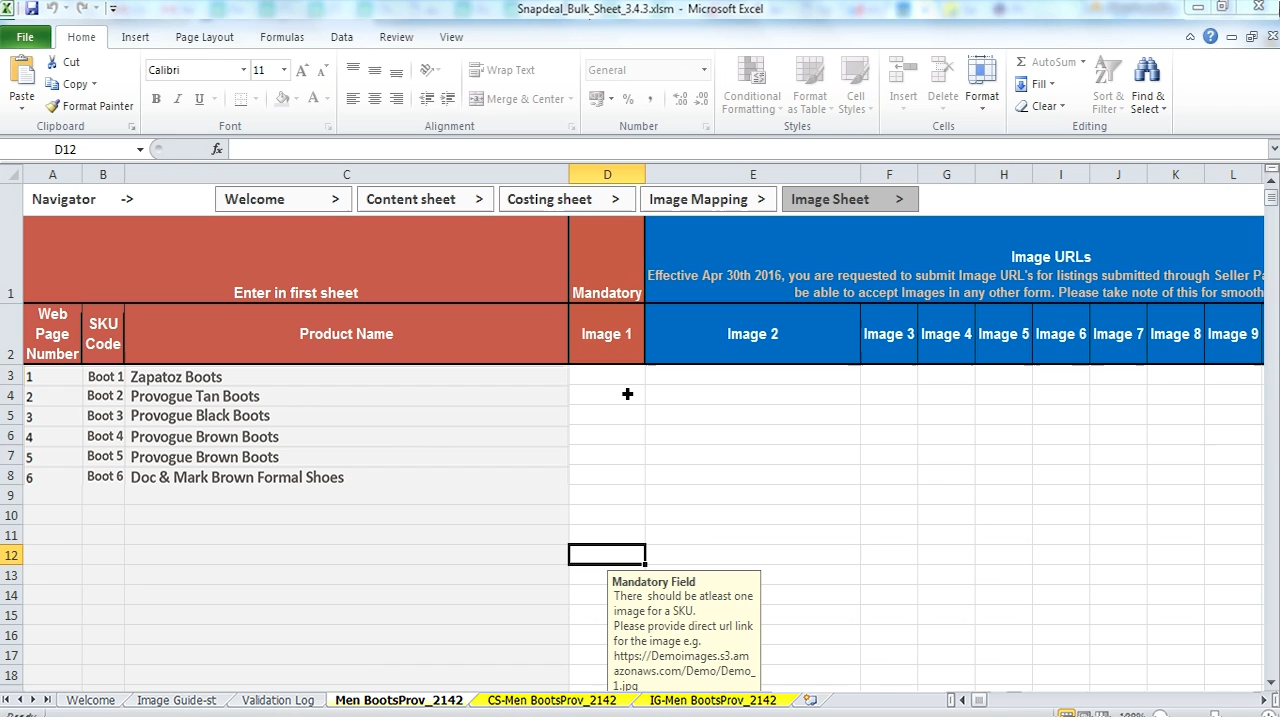 Snapdeal_Bulk_Sheet_3.4.3.xlsm - Microsoft Excel
File Home Insert Page Layout Formulas Data Review View
Paste Cut Copy Format Painter
Calibri 11
B I U A
Wrap Text
Merge & Center
General
%
Conditional Formatting
Format as Table
Cell Styles
Insert Delete Format
AutoSum
Fill
Clear
Sort & Filter
Find & Select
Clipboard Font Alignment Number Styles Cells Editing
D12 fx
A B C D E F G H I J K L
Navigator -> Welcome > Content sheet > Costing sheet > Image Mapping > Image Sheet >
Image URLs
Effective Apr 30th 2016, you are requested to submit Image URL's for listings submitted through Seller Pa
1 Enter in first sheet Mandatory be able to accept Images in any other form. Please take note of this for smooth
2 Web Page Number SKU Code Product Name Image 1 Image 2 Image 3 Image 4 Image 5 Image 6 Image 7 Image 8 Image 9
3 1 Boot 1 Zapatoz Boots
4 2 Boot 2 Provogue Tan Boots
5 3 Boot 3 Provogue Black Boots
6 4 Boot 4 Provogue Brown Boots
7 5 Boot 5 Provogue Brown Boots
8 6 Boot 6 Doc & Mark Brown Formal Shoes
9
10
11
12
13
14
15
16
17
18
Mandatory Field
There should be atleast one
image for a SKU.
Please provide direct url link
for the image e.g.
https://Demoimages.s3.am
azonaws.com/Demo/Demo_
1.jpg
Welcome Image Guide-st Validation Log Men BootsProv_2142 CS-Men BootsProv_2142 IG-Men BootsProv_2142